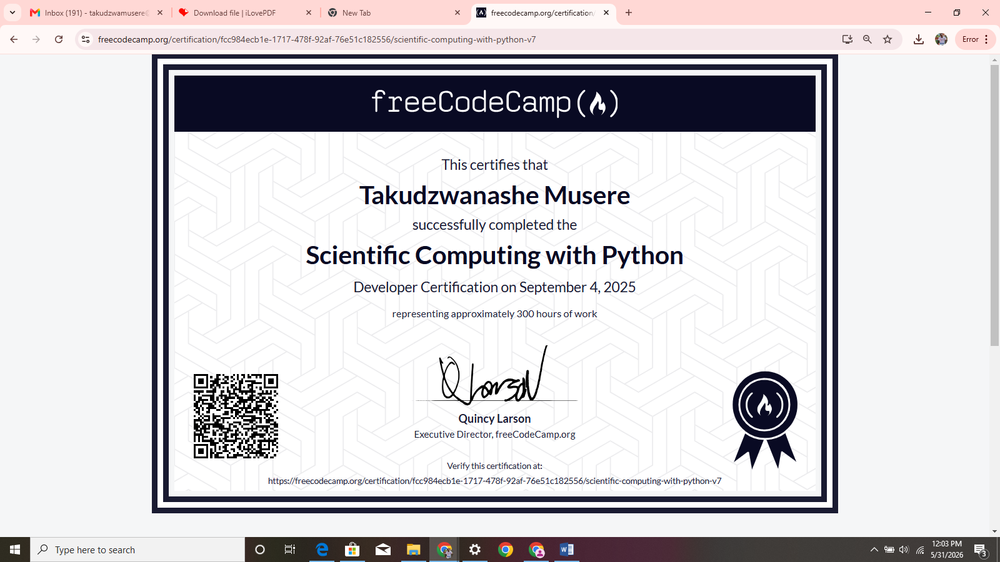 Inbox (191) - takudzwamusere@
Download file | iLovePDF
New Tab
freecodecamp.org/certification/
freecodecamp.org/certification/fcc984ecb1e-1717-478f-92af-76e51c182556/scientific-computing-with-python-v7
Error
freeCodeCamp
This certifies that
Takudzwanashe Musere
successfully completed the
Scientific Computing with Python
Developer Certification on September 4, 2025
representing approximately 300 hours of work
QLarson
Quincy Larson
Executive Director, freeCodeCamp.org
Verify this certification at:
https://freecodecamp.org/certification/fcc984ecb1e-1717-478f-92af-76e51c182556/scientific-computing-with-python-v7
Type here to search
12:03 PM
5/31/2026
3